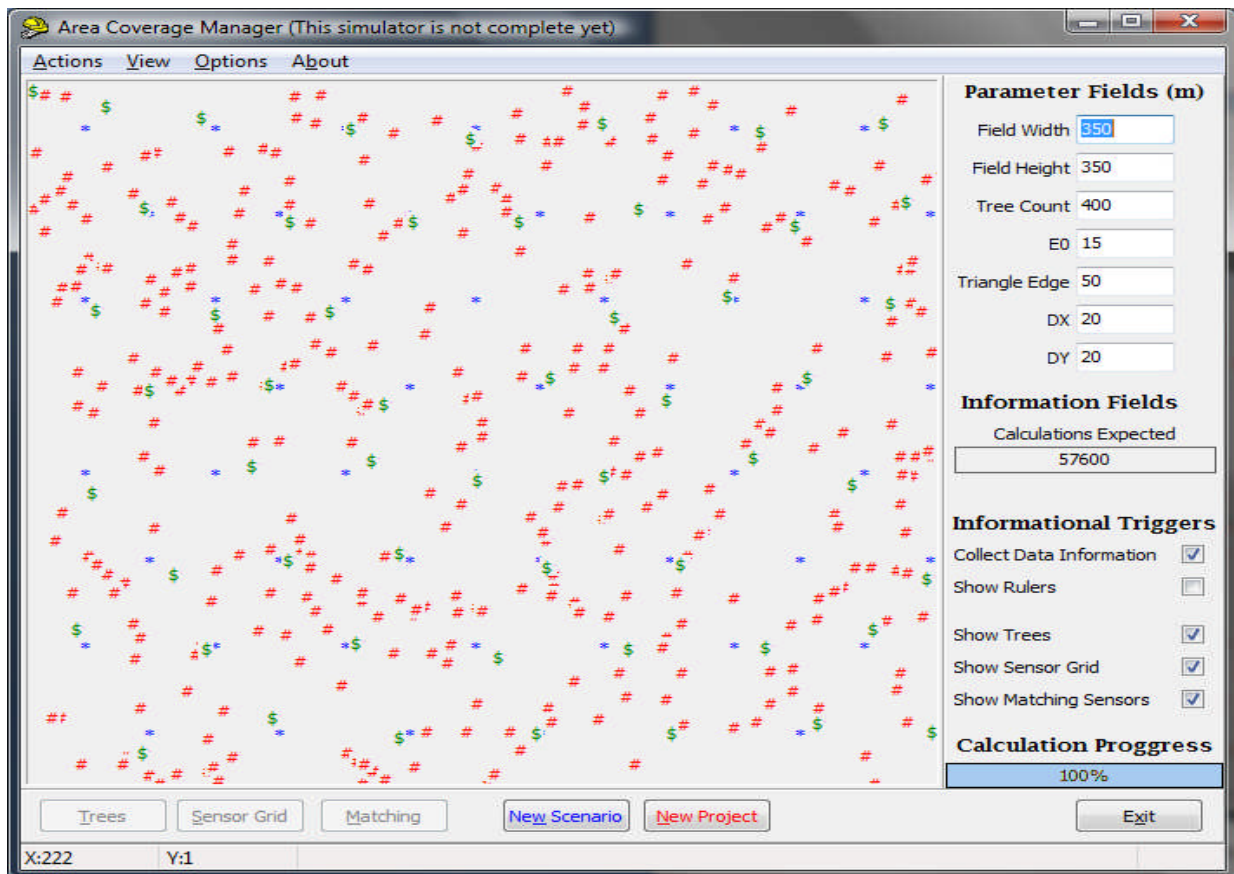 Area Coverage Manager (This simulator is not complete yet)
Actions View Options About
Parameter Fields (m)
Field Width 350
Field Height 350
Tree Count 400
E0 15
Triangle Edge 50
DX 20
DY 20
Information Fields
Calculations Expected
57600
Informational Triggers
Collect Data Information
Show Rulers
Show Trees
Show Sensor Grid
Show Matching Sensors
Calculation Proggress
100%
Trees Sensor Grid Matching New Scenario New Project Exit
X:222 Y:1